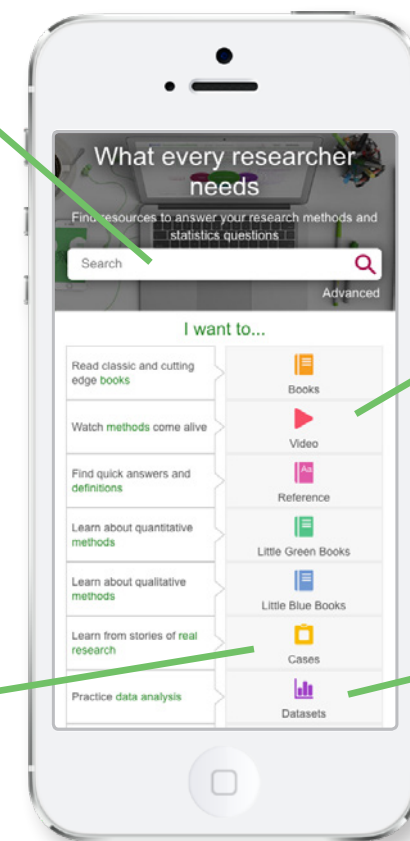 What every researcher
needs
Find resources to answer your research methods and
statistics questions
Search
Advanced
I want to...
Read classic and cutting
edge books
Books
Watch methods come alive
Video
Find quick answers and
definitions
Aa
Reference
Learn about quantitative
methods
Little Green Books
Learn about qualitative
methods
Little Blue Books
Learn from stories of real
research
Cases
Practice data analysis
Datasets